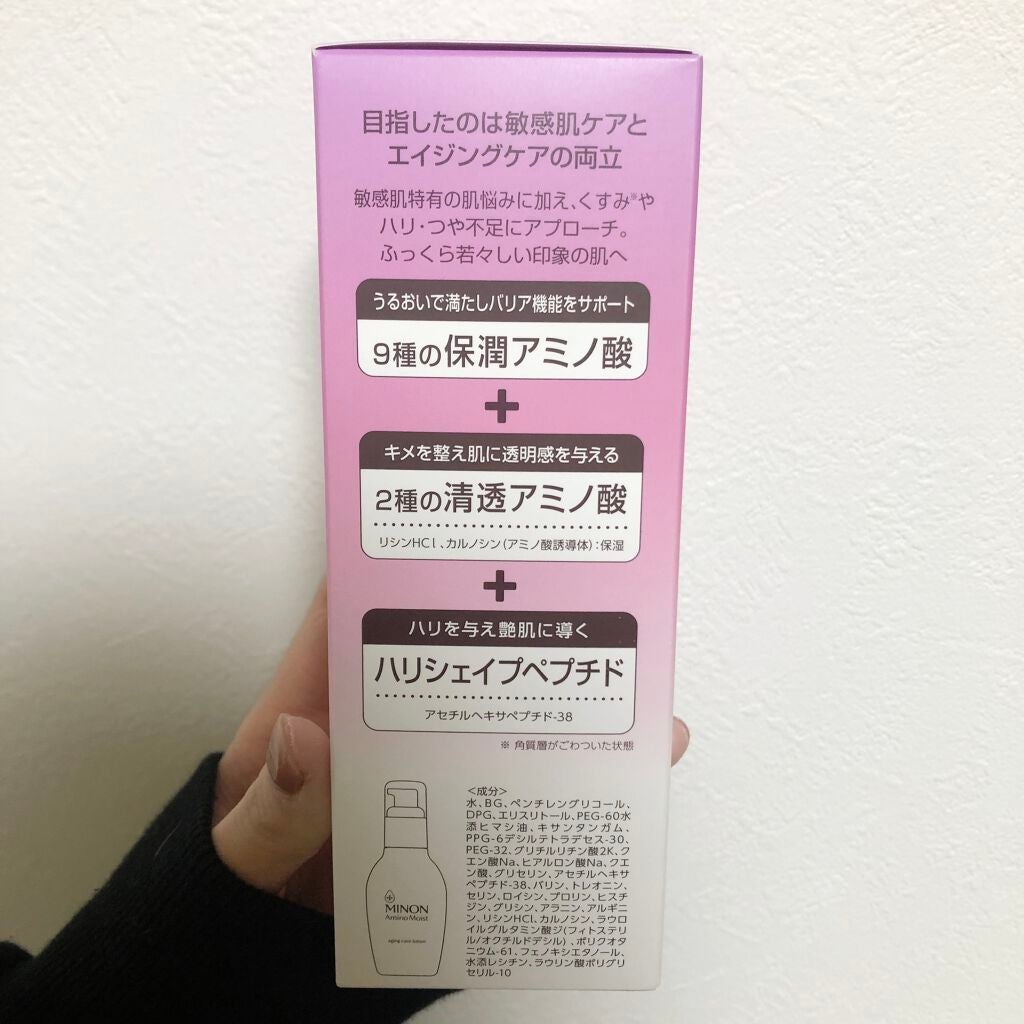 目指したのは敏感肌ケアと
エイジングケアの両立
敏感肌特有の肌悩みに加え、くすみ※や
ハリ・つや不足にアプローチ。
ふっくら若々しい印象の肌へ
うるおいで満たしバリア機能をサポート
9種の保潤アミノ酸
+
キメを整え肌に透明感を与える
2種の清透アミノ酸
リシンHCl、カルノシン(アミノ酸誘導体):保湿
+
ハリを与え艶肌に導く
ハリシェイプペプチド
アセチルヘキサペプチド-38
※ 角質層がごわついた状態
<成分>
水、BG、ペンチレングリコール、
DPG、エリスリトール、PEG-60水
添ヒマシ油、キサンタンガム、
PPG-6デシルテトラデセス-30、
PEG-32、グリチルリチン酸2K、ク
エン酸Na、ヒアルロン酸Na、クエ
ン酸、グリセリン、アセチルヘキサ
ペプチド-38、バリン、トレオニン、
セリン、ロイシン、プロリン、ヒスチ
ジン、グリシン、アラニン、アルギニ
ン、リシンHCl、カルノシン、ラウロ
イルグルタミン酸ジ(フィトステリ
ル/オクチルドデシル)、ポリクオタ
ニウム-61、フェノキシエタノール、
水添レシチン、ラウリン酸ポリグリ
セリル-10
MINON
Amino Moist
aging care lotion